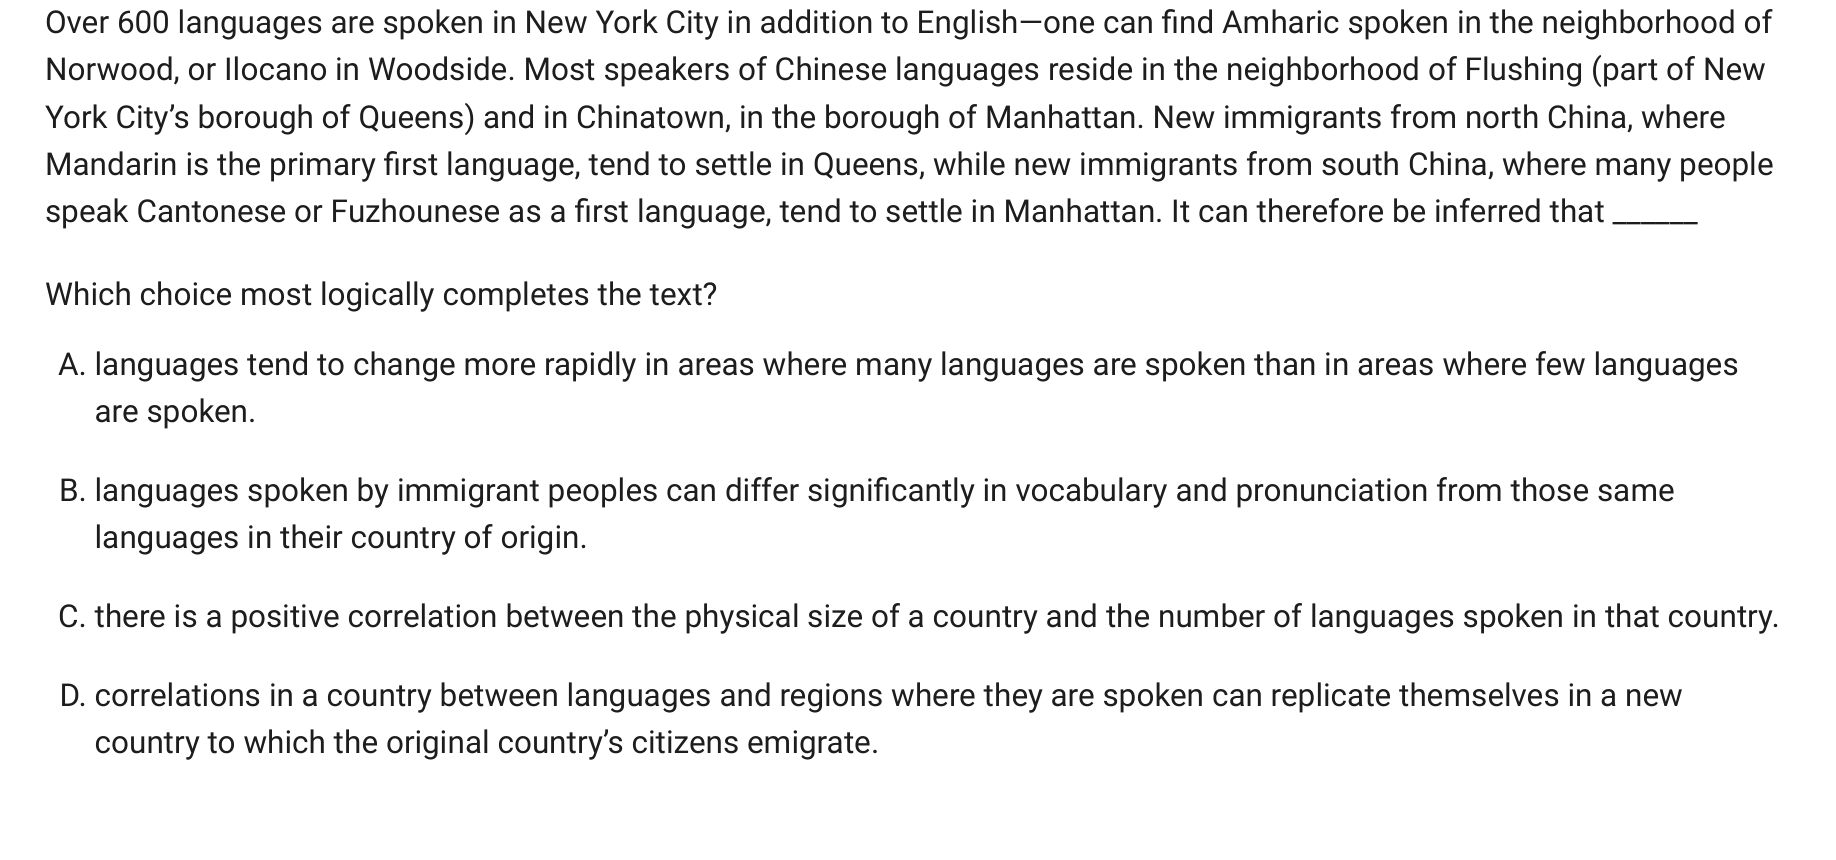 Over 600 languages are spoken in New York City in addition to English—one can find Amharic spoken in the neighborhood of
Norwood, or Ilocano in Woodside. Most speakers of Chinese languages reside in the neighborhood of Flushing (part of New
York City’s borough of Queens) and in Chinatown, in the borough of Manhattan. New immigrants from north China, where
Mandarin is the primary first language, tend to settle in Queens, while new immigrants from south China, where many people
speak Cantonese or Fuzhounese as a first language, tend to settle in Manhattan. It can therefore be inferred that ______
Which choice most logically completes the text?
A. languages tend to change more rapidly in areas where many languages are spoken than in areas where few languages
are spoken.
B. languages spoken by immigrant peoples can differ significantly in vocabulary and pronunciation from those same
languages in their country of origin.
C. there is a positive correlation between the physical size of a country and the number of languages spoken in that country.
D. correlations in a country between languages and regions where they are spoken can replicate themselves in a new
country to which the original country’s citizens emigrate.